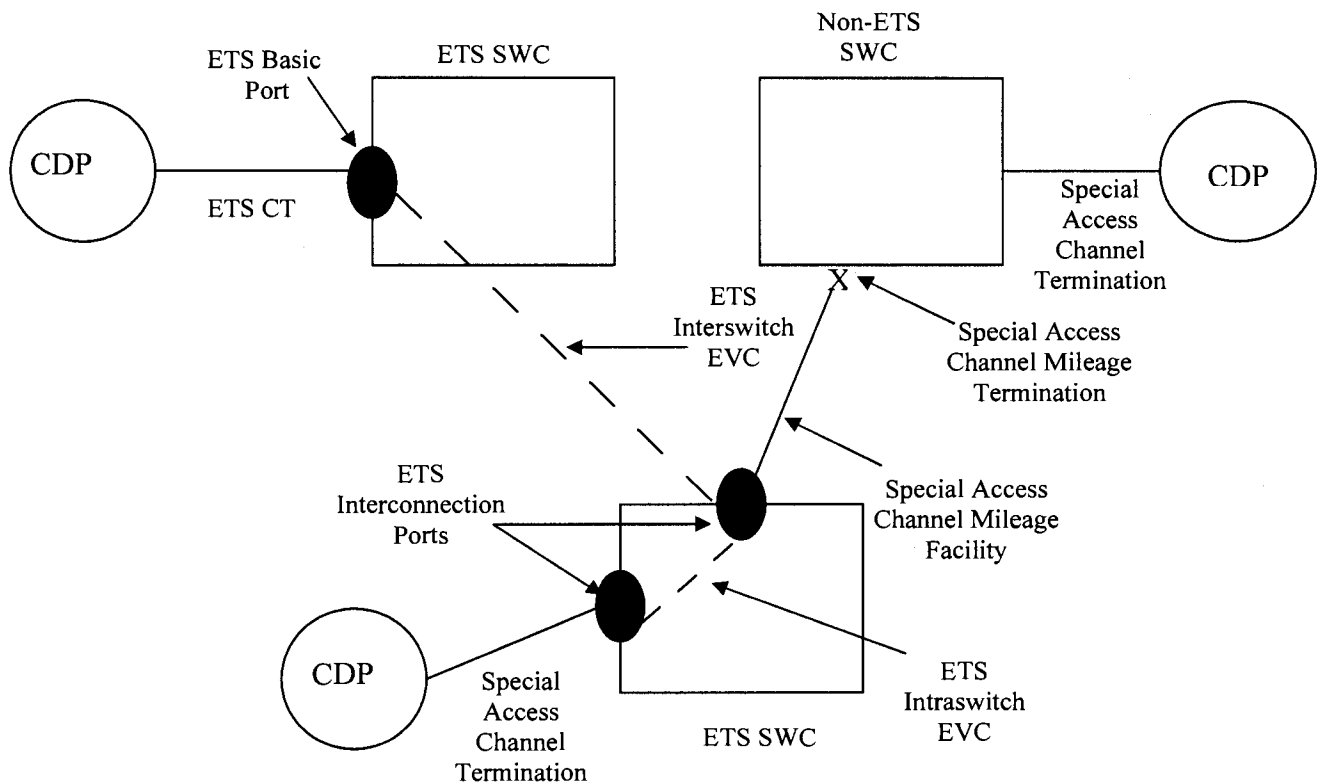 Non-ETS
SWC
ETS Basic
Port
ETS SWC
CDP
ETS CT
CDP
Special
Access
Channel
Termination
X
ETS
Interswitch
EVC
Special Access
Channel Mileage
Termination
ETS
Interconnection
Ports
Special Access
Channel Mileage
Facility
CDP
Special
Access
Channel
Termination
ETS SWC
ETS
Intraswitch
EVC